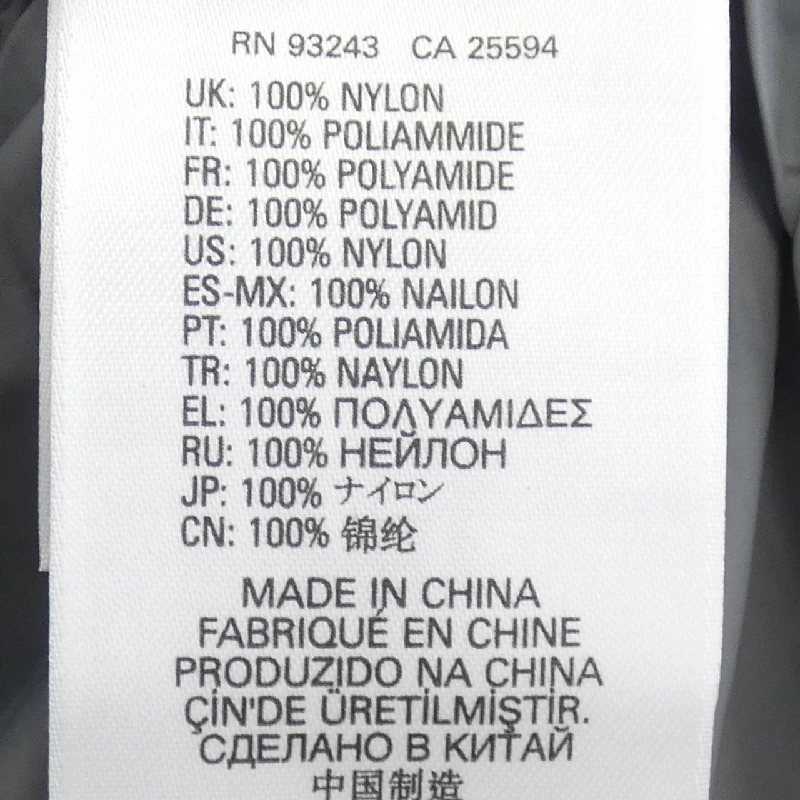 RN 93243 CA 25594
UK: 100% NYLON
IT: 100% POLIAMMIDE
FR: 100% POLYAMIDE
DE: 100% POLYAMID
US: 100% NYLON
ES-MX: 100% NAILON
PT: 100% POLIAMIDA
TR: 100% NAYLON
EL: 100% ΠΟΛΥΑΜΙΔΕΣ
RU: 100% НЕЙЛОН
JP: 100% ナイロン
CN: 100% 锦纶
MADE IN CHINA
FABRIQUÉ EN CHINE
PRODUZIDO NA CHINA
ÇİN'DE ÜRETİLMİŞTİR.
СДЕЛАНО В КИТАЙ
中国制造